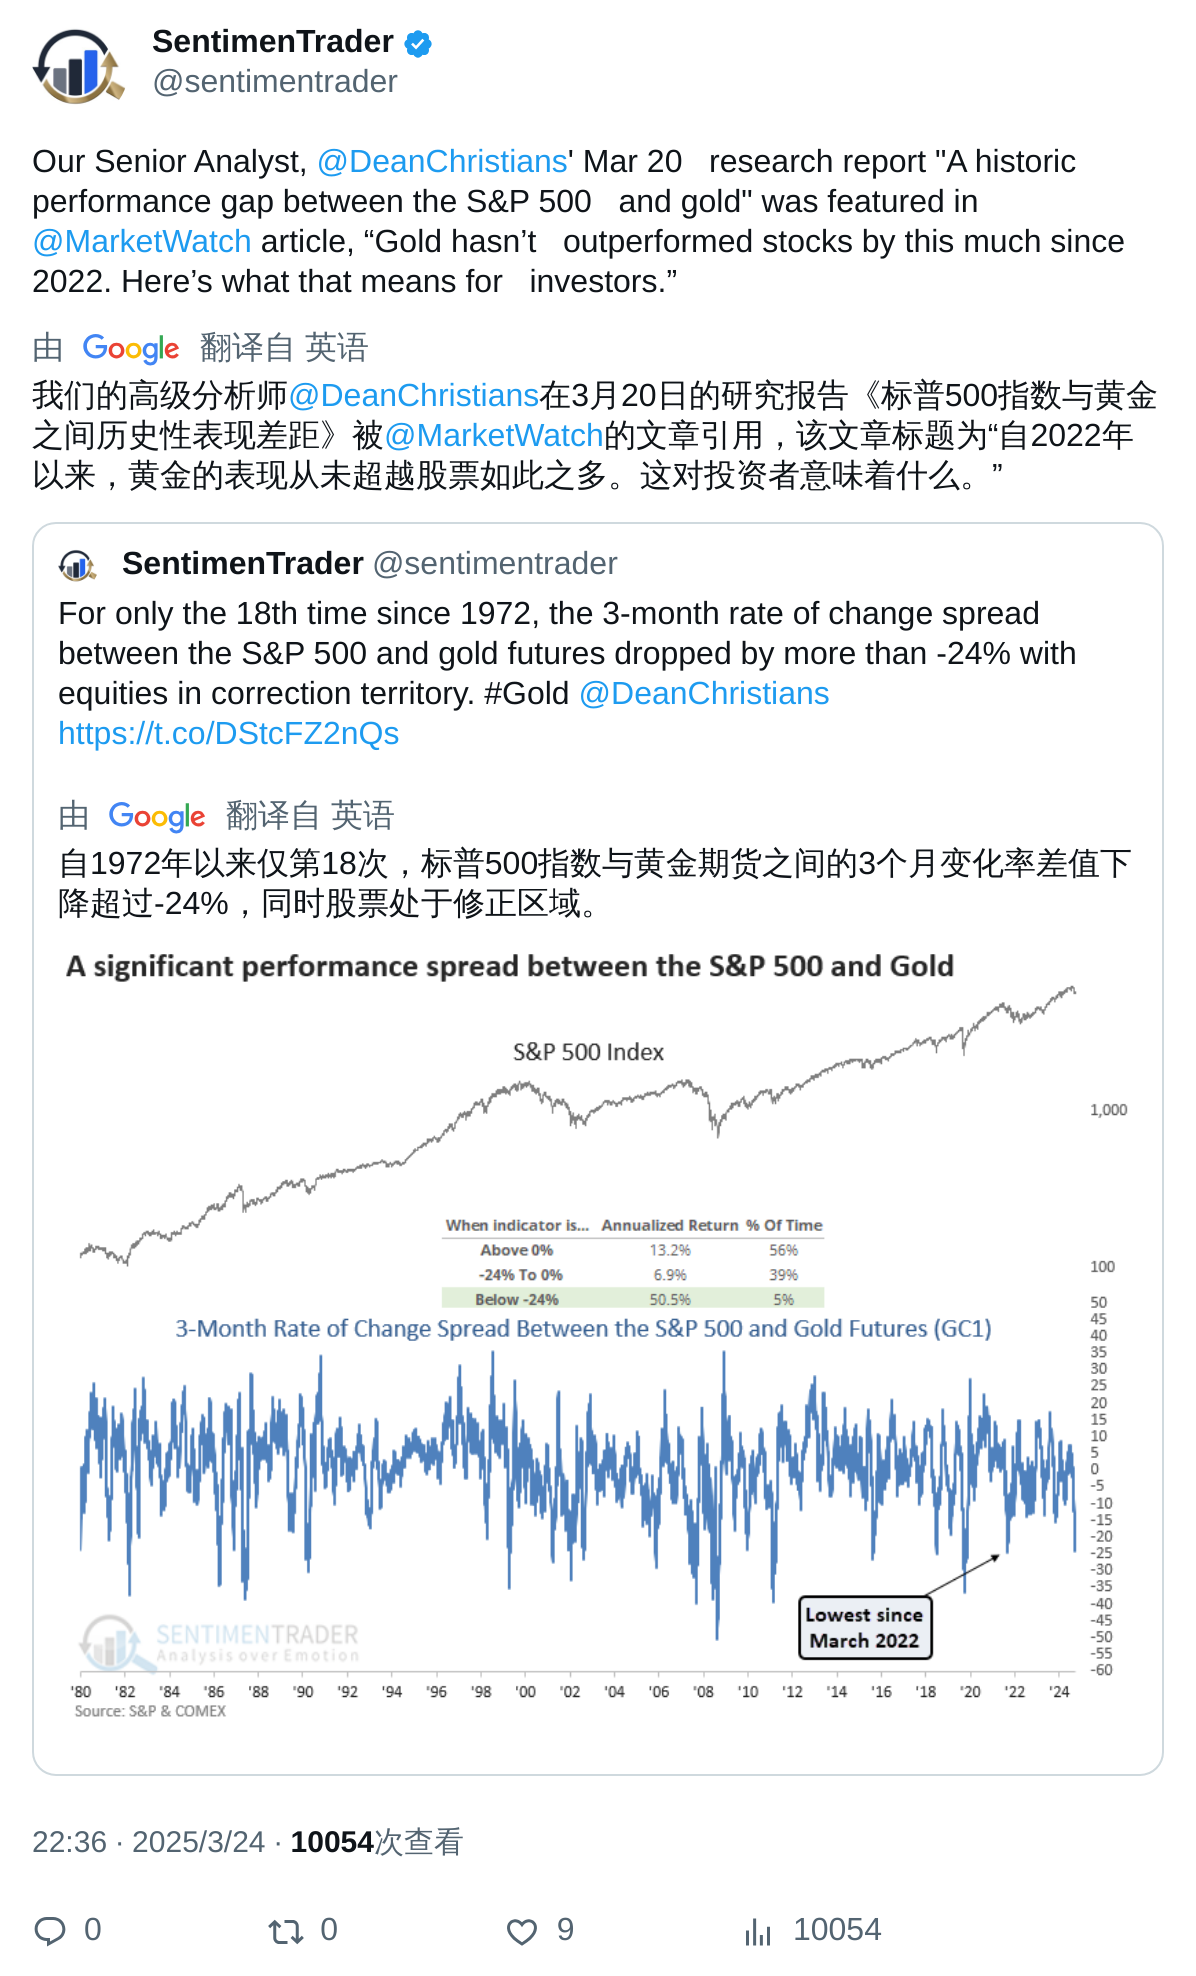 SentimenTrader
@sentimentrader
Our Senior Analyst, @DeanChristians' Mar 20 research report "A historic
performance gap between the S&P 500 and gold" was featured in
@MarketWatch article, “Gold hasn’t outperformed stocks by this much since
2022. Here’s what that means for investors.”
由 Google 翻译自 英语
我们的高级分析师@DeanChristians在3月20日的研究报告《标普500指数与黄金
之间历史性表现差距》被@MarketWatch的文章引用，该文章标题为“自2022年
以来，黄金的表现从未超越股票如此之多。这对投资者意味着什么。”
SentimenTrader @sentimentrader
For only the 18th time since 1972, the 3-month rate of change spread
between the S&P 500 and gold futures dropped by more than -24% with
equities in correction territory. #Gold @DeanChristians
https://t.co/DStcFZ2nQs
由 Google 翻译自 英语
自1972年以来仅第18次，标普500指数与黄金期货之间的3个月变化率差值下
降超过-24%，同时股票处于修正区域。
A significant performance spread between the S&P 500 and Gold
S&P 500 Index
1,000
When indicator is... Annualized Return % Of Time
Above 0% 13.2% 56%
-24% To 0% 6.9% 39%
Below -24% 50.5% 5%
100
3-Month Rate of Change Spread Between the S&P 500 and Gold Futures (GC1)
50
45
40
35
30
25
20
15
10
5
0
-5
-10
-15
-20
-25
-30
-35
-40
-45
-50
-55
-60
Lowest since
March 2022
SENTIMENTRADER
Analysis over Emotion
'80 '82 '84 '86 '88 '90 '92 '94 '96 '98 '00 '02 '04 '06 '08 '10 '12 '14 '16 '18 '20 '22 '24
Source: S&P & COMEX
22:36 · 2025/3/24 · 10054次查看
0 0 9 10054